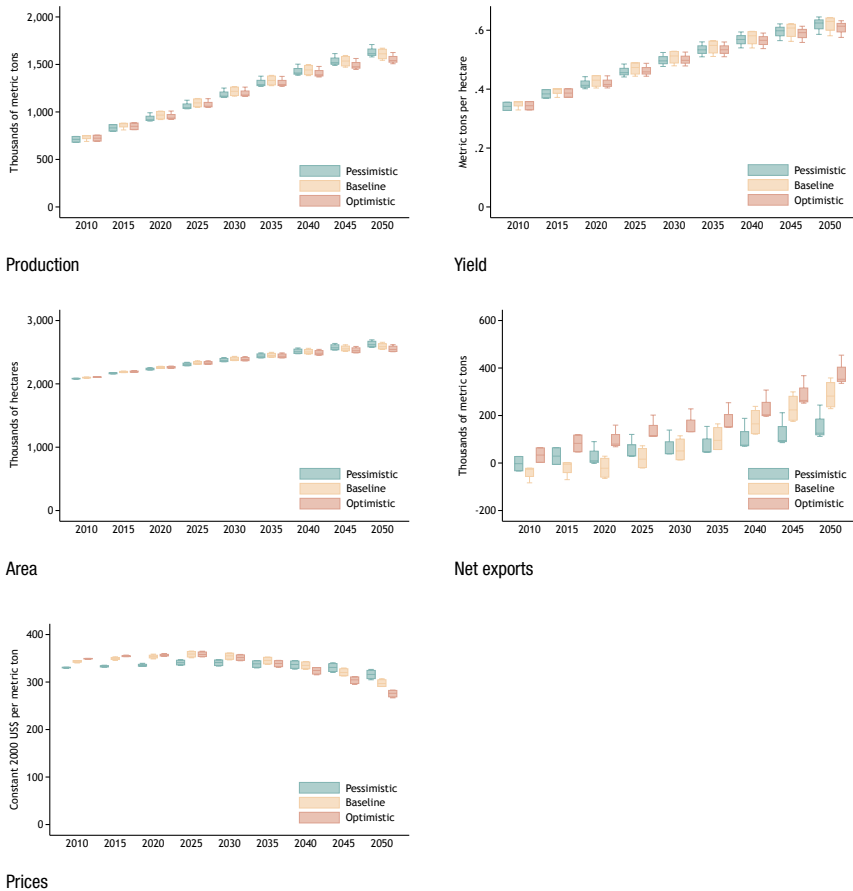 2,000
1,500
1,000
500
0
Thousands of metric tons
Pessimistic
Baseline
Optimistic
2010 2015 2020 2025 2030 2035 2040 2045 2050
Production
.6
.4
.2
0
Metric tons per hectare
Pessimistic
Baseline
Optimistic
2010 2015 2020 2025 2030 2035 2040 2045 2050
Yield
3,000
2,000
1,000
0
Thousands of hectares
Pessimistic
Baseline
Optimistic
2010 2015 2020 2025 2030 2035 2040 2045 2050
Area
600
400
200
0
-200
Thousands of metric tons
Pessimistic
Baseline
Optimistic
2010 2015 2020 2025 2030 2035 2040 2045 2050
Net exports
400
300
200
100
0
Constant 2000 US$ per metric ton
Pessimistic
Baseline
Optimistic
2010 2015 2020 2025 2030 2035 2040 2045 2050
Prices